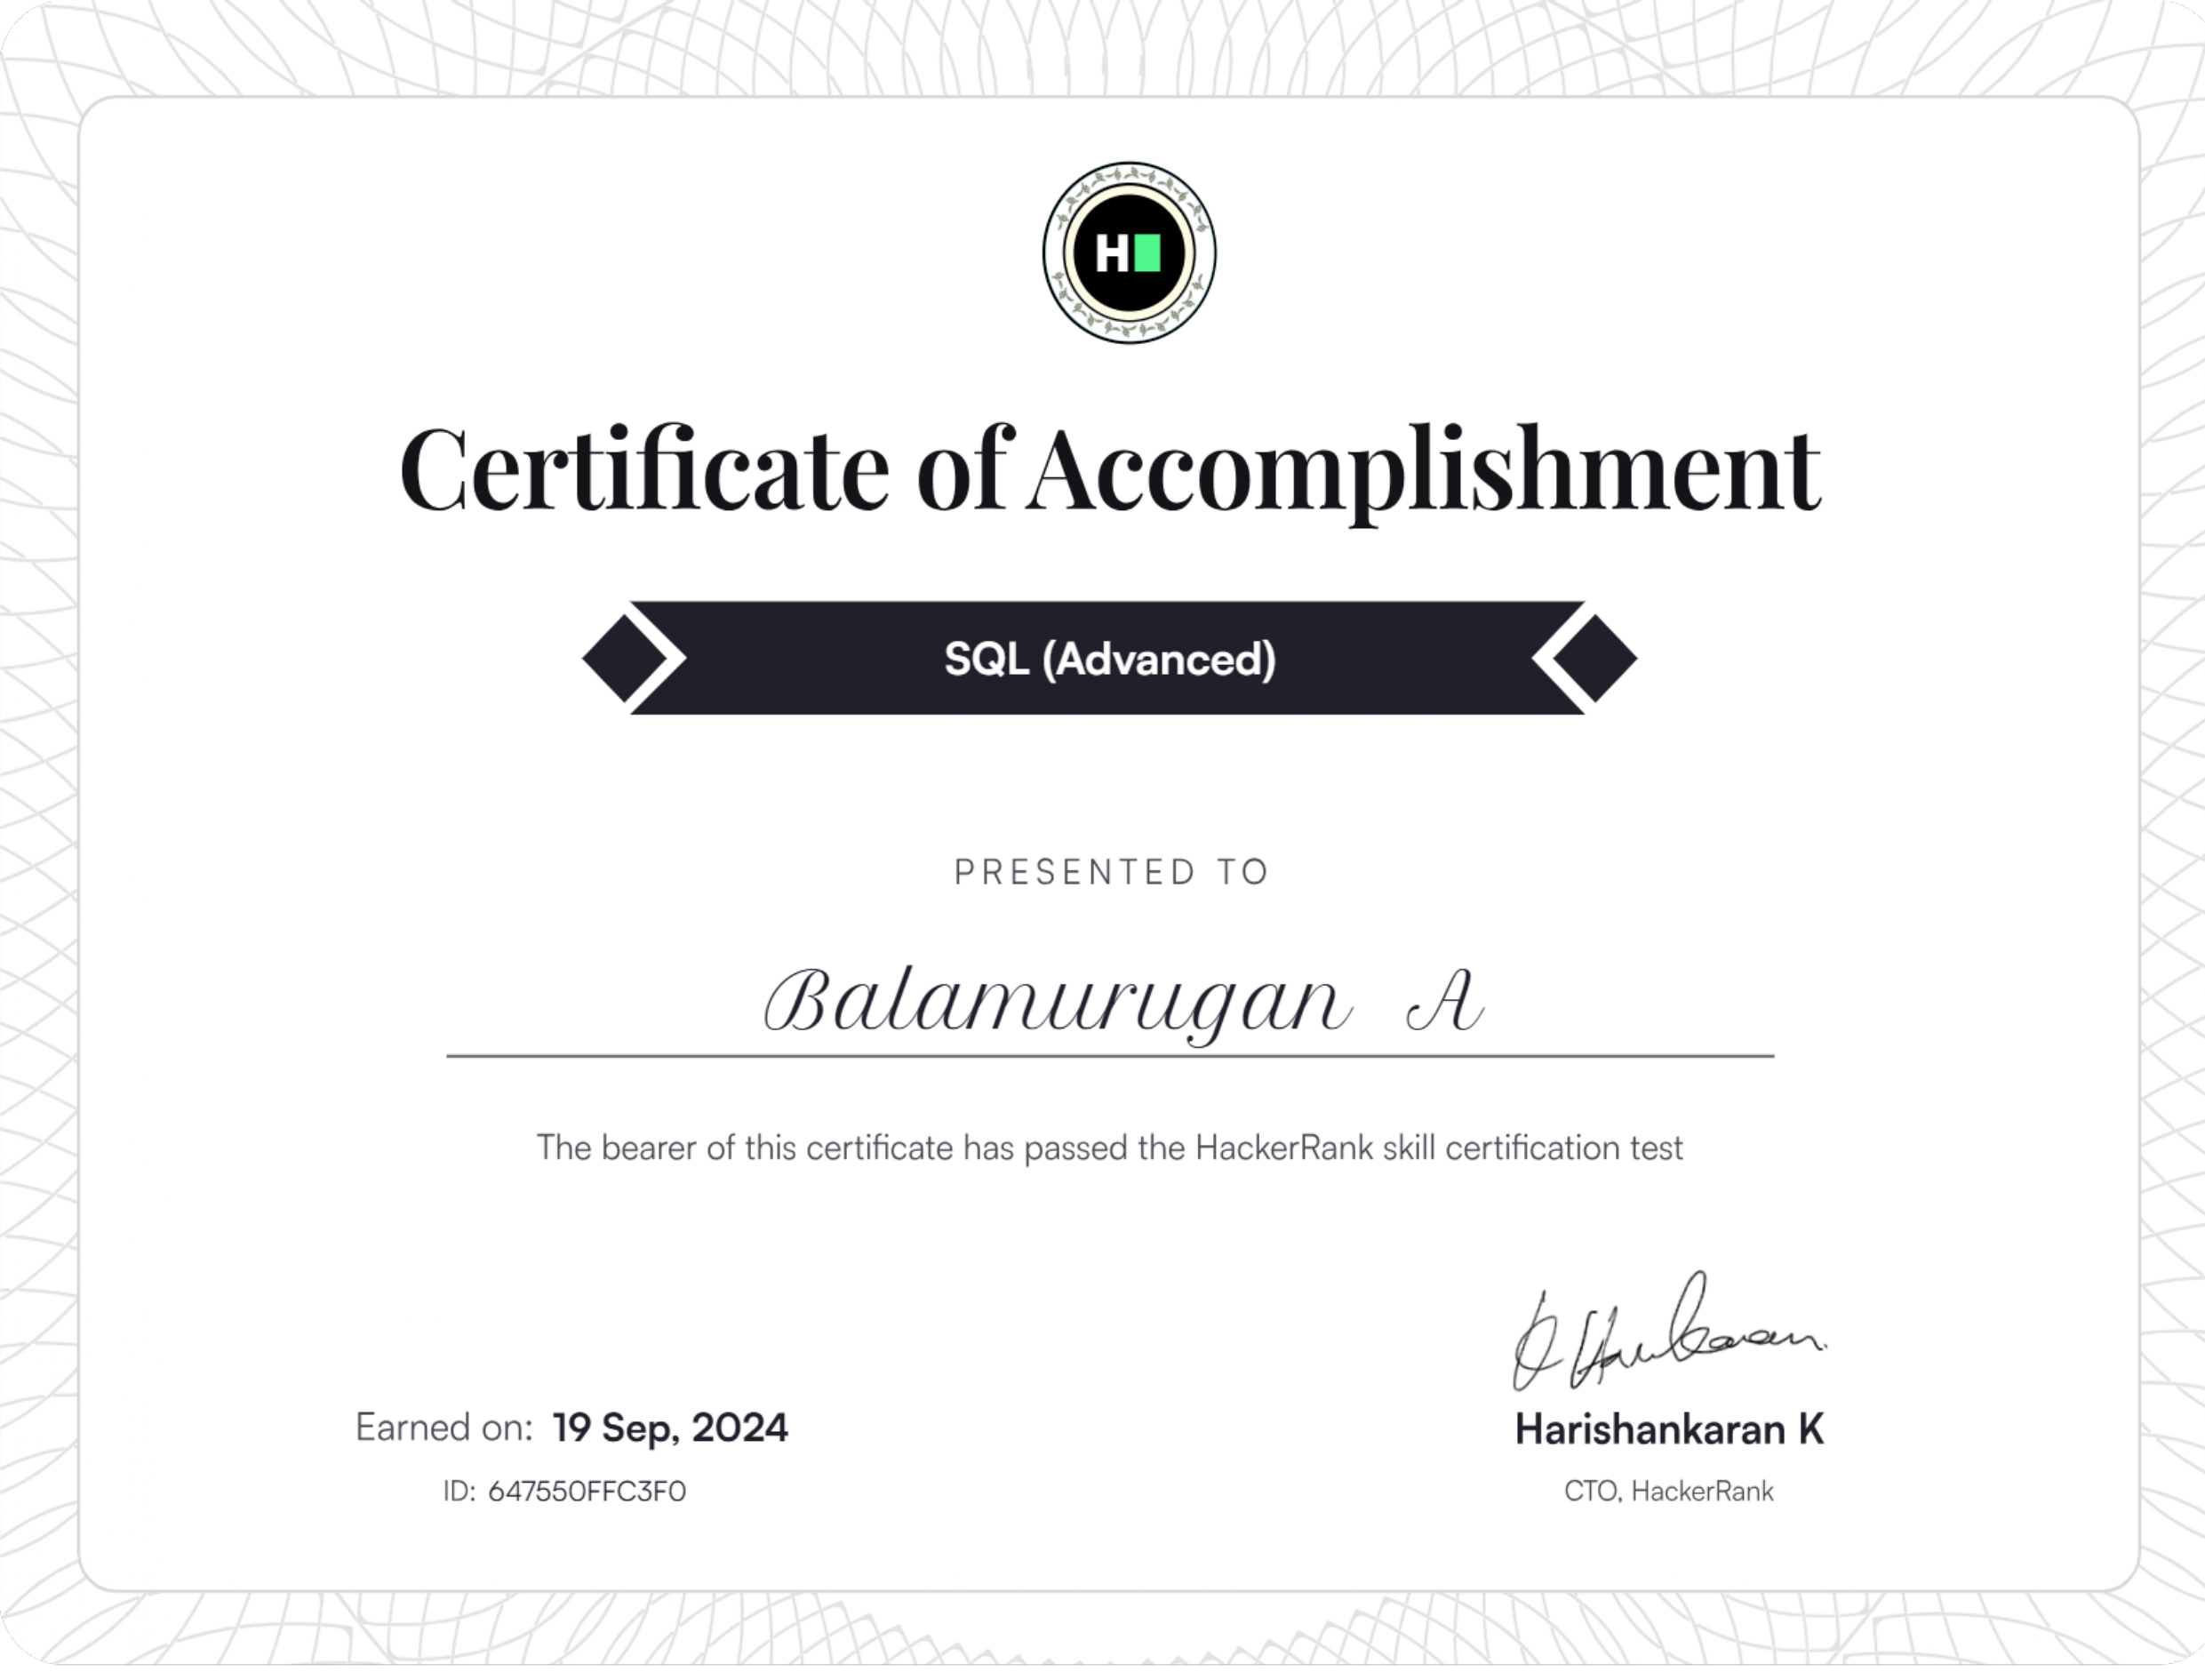 H
Certificate of Accomplishment
SQL (Advanced)
PRESENTED TO
Balamurugan A
The bearer of this certificate has passed the HackerRank skill certification test
Earned on: 19 Sep, 2024
ID: 647550FFC3F0
Harishankaran K
CTO, HackerRank